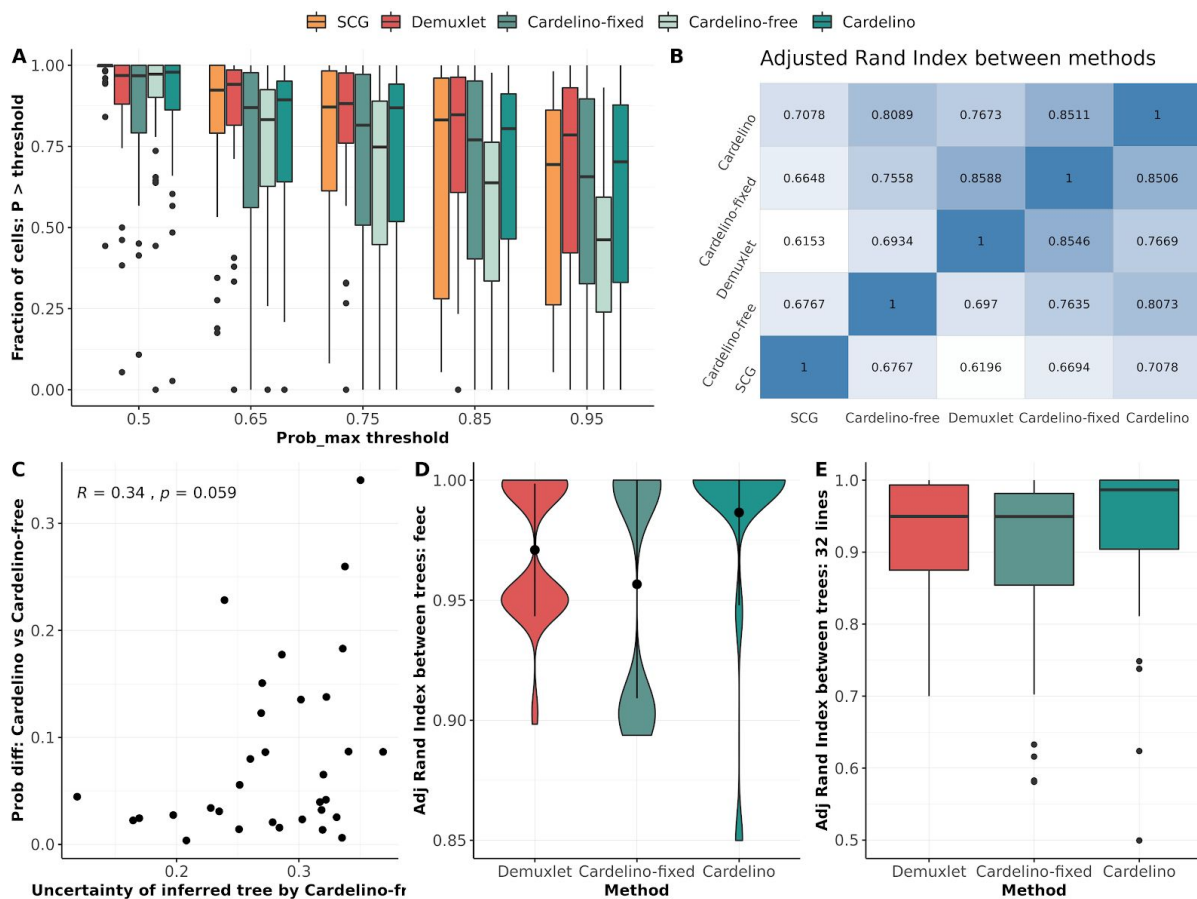 SCG Demuxlet Cardelino-fixed Cardelino-free Cardelino
A
Fraction of cells: P > threshold
1.00
0.75
0.50
0.25
0.00
0.5 0.65 0.75 0.85 0.95
Prob_max threshold
B
Adjusted Rand Index between methods
Cardelino
0.7078 0.8089 0.7673 0.8511 1
Cardelino-fixed
0.6648 0.7558 0.8588 1 0.8506
Demuxlet
0.6153 0.6934 1 0.8546 0.7669
Cardelino-free
0.6767 1 0.697 0.7635 0.8073
SCG
1 0.6767 0.6196 0.6694 0.7078
SCG Cardelino-free Demuxlet Cardelino-fixed Cardelino
C
Prob diff: Cardelino vs Cardelino-free
R = 0.34 , p = 0.059
0.3
0.2
0.1
0.0
0.2 0.3
Uncertainty of inferred tree by Cardelino-fr
D
Adj Rand Index between trees: feec
1.00
0.95
0.90
0.85
Demuxlet Cardelino-fixed Cardelino
Method
E
Adj Rand Index between trees: 32 lines
1.0
0.9
0.8
0.7
0.6
0.5
Demuxlet Cardelino-fixed Cardelino
Method